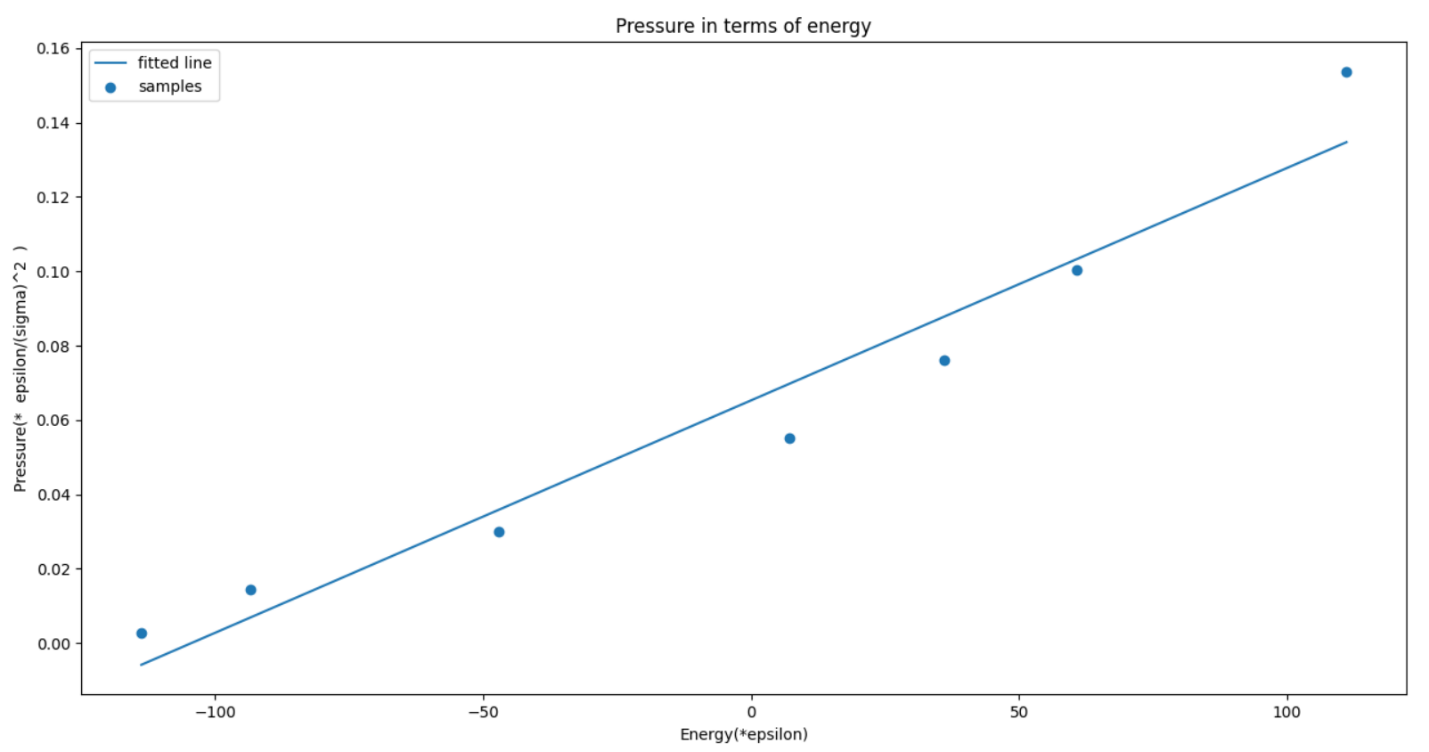 Pressure in terms of energy
fitted line
samples
0.16
0.14
0.12
0.10
0.08
0.06
0.04
0.02
0.00
Pressure(* epsilon/(sigma)^2 )
−100
−50
0
50
100
Energy(*epsilon)